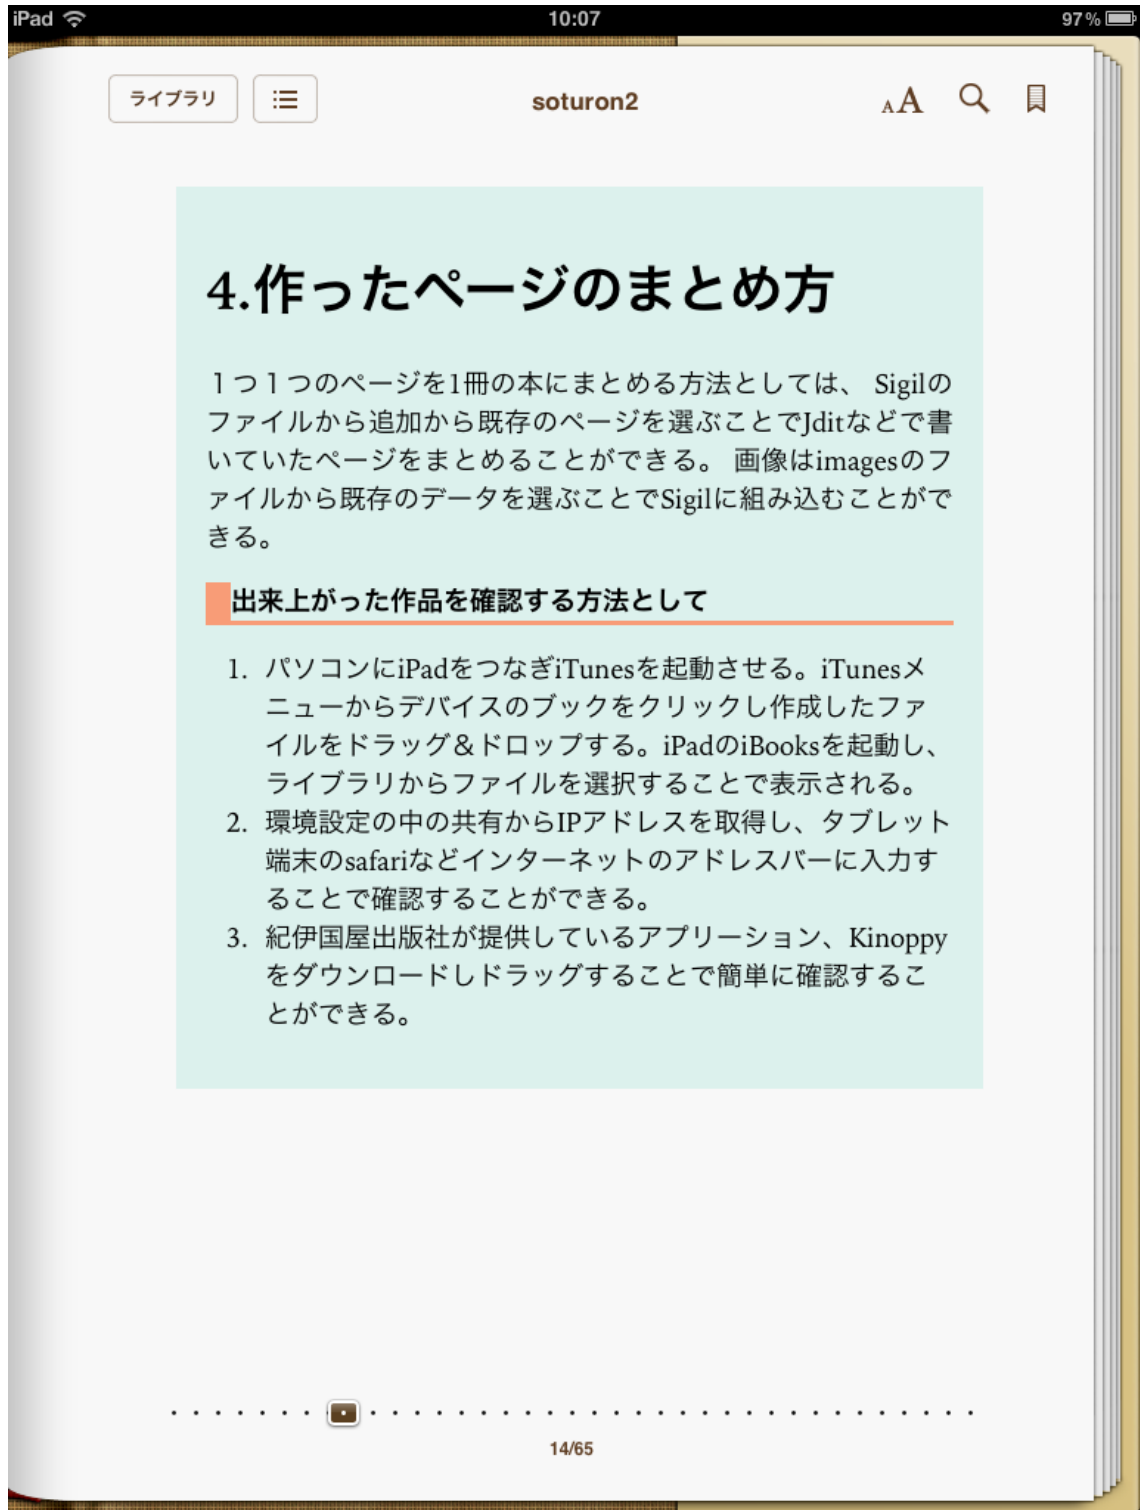 iPad 10:07 97%
ライブラリ soturon2 AA
4.作ったページのまとめ方
１つ１つのページを1冊の本にまとめる方法としては、 Sigilの
ファイルから追加から既存のページを選ぶことでJditなどで書
いていたページをまとめることができる。 画像はimagesのフ
ァイルから既存のデータを選ぶことでSigilに組み込むことがで
きる。
出来上がった作品を確認する方法として
1. パソコンにiPadをつなぎiTunesを起動させる。iTunesメ
ニューからデバイスのブックをクリックし作成したファ
イルをドラッグ＆ドロップする。iPadのiBooksを起動し、
ライブラリからファイルを選択することで表示される。
2. 環境設定の中の共有からIPアドレスを取得し、タブレット
端末のsafariなどインターネットのアドレスバーに入力す
ることで確認することができる。
3. 紀伊国屋出版社が提供しているアプリーション、Kinoppy
をダウンロードしドラッグすることで簡単に確認するこ
とができる。
14/65